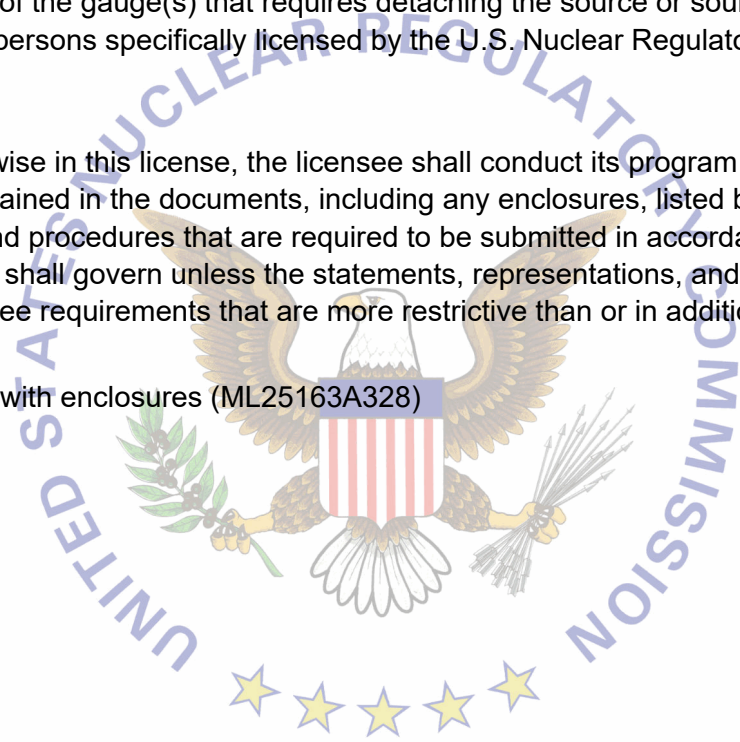 of the gauge(s) that requires detaching the source or sour
persons specifically licensed by the U.S. Nuclear Regulato
wise in this license, the licensee shall conduct its program
ained in the documents, including any enclosures, listed b
nd procedures that are required to be submitted in accorda
shall govern unless the statements, representations, and
ee requirements that are more restrictive than or in additio
with enclosures (ML25163A328)
UNITED STATES NUCLEAR REGULATORY COMMISSION